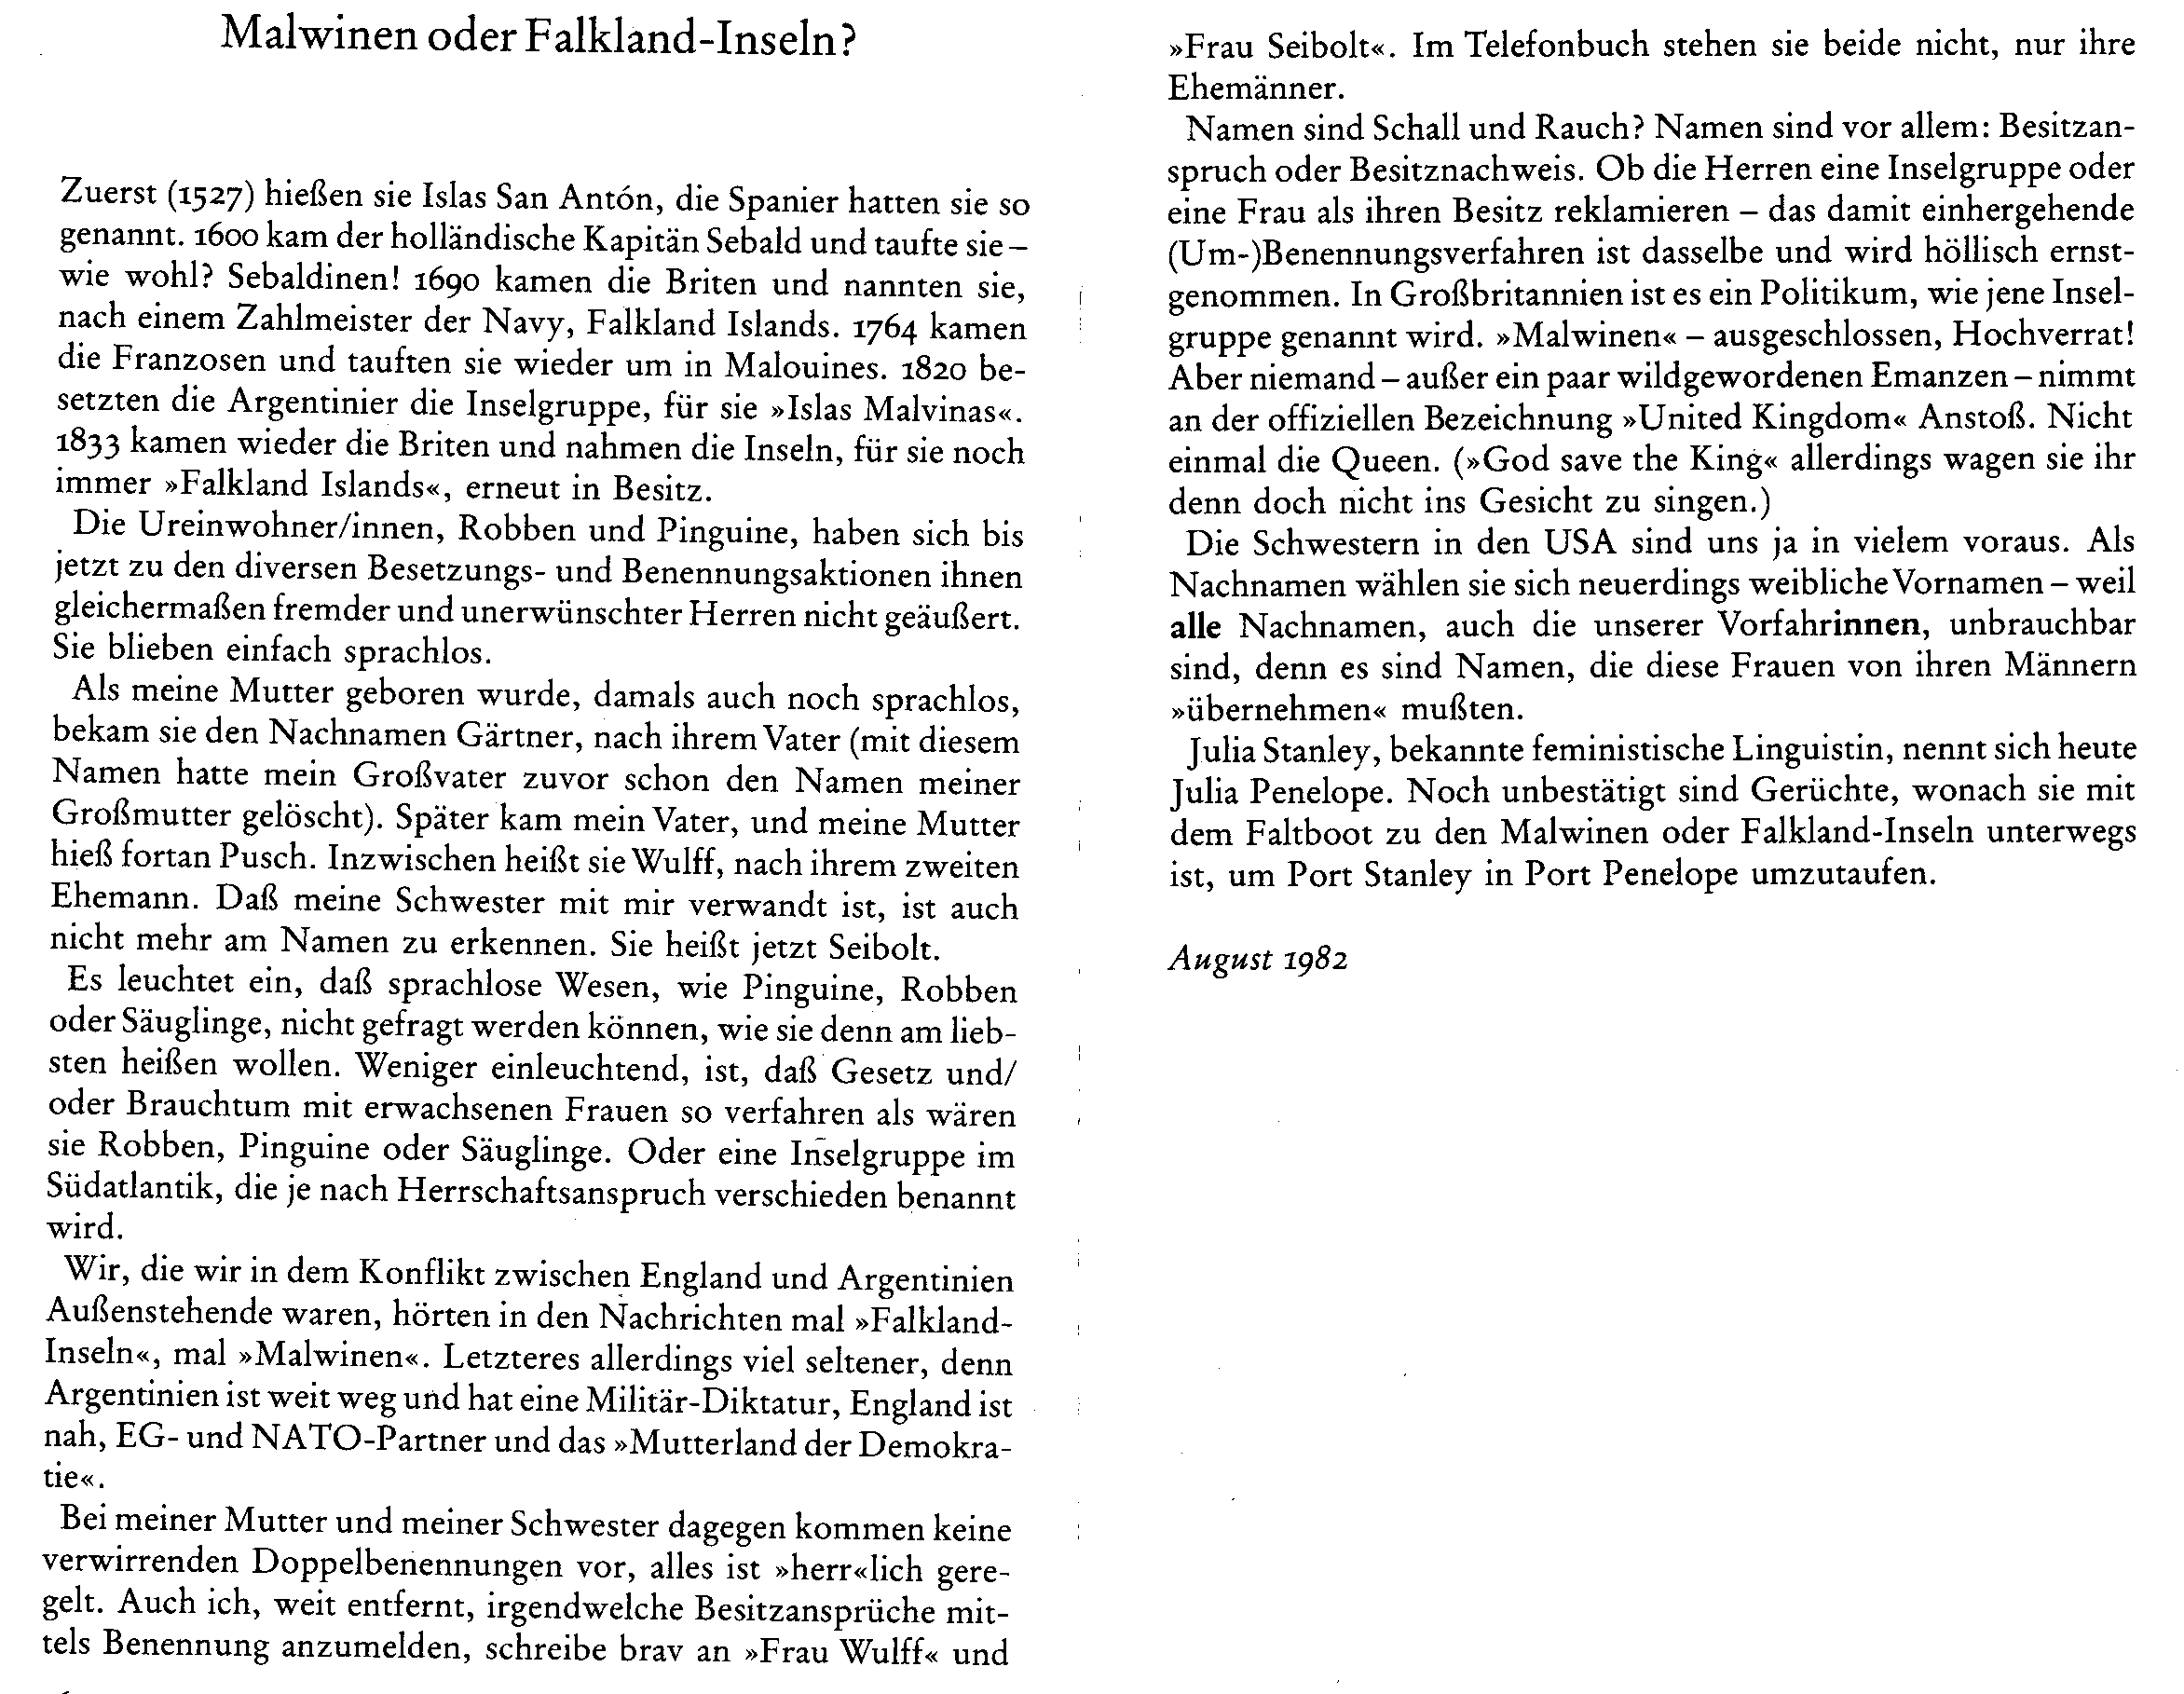 Malwinen oder Falkland-Inseln?
Zuerst (1527) hießen sie Islas San Antón, die Spanier hatten sie so
genannt. 1600 kam der holländische Kapitän Sebald und taufte sie –
wie wohl? Sebaldinen! 1690 kamen die Briten und nannten sie,
nach einem Zahlmeister der Navy, Falkland Islands. 1764 kamen
die Franzosen und tauften sie wieder um in Malouines. 1820 be-
setzten die Argentinier die Inselgruppe, für sie »Islas Malvinas«.
1833 kamen wieder die Briten und nahmen die Inseln, für sie noch
immer »Falkland Islands«, erneut in Besitz.
Die Ureinwohner/innen, Robben und Pinguine, haben sich bis
jetzt zu den diversen Besetzungs- und Benennungsaktionen ihnen
gleichermaßen fremder und unerwünschter Herren nicht geäußert.
Sie blieben einfach sprachlos.
Als meine Mutter geboren wurde, damals auch noch sprachlos,
bekam sie den Nachnamen Gärtner, nach ihrem Vater (mit diesem
Namen hatte mein Großvater zuvor schon den Namen meiner
Großmutter gelöscht). Später kam mein Vater, und meine Mutter
hieß fortan Pusch. Inzwischen heißt sie Wulff, nach ihrem zweiten
Ehemann. Daß meine Schwester mit mir verwandt ist, ist auch
nicht mehr am Namen zu erkennen. Sie heißt jetzt Seibolt.
Es leuchtet ein, daß sprachlose Wesen, wie Pinguine, Robben
oder Säuglinge, nicht gefragt werden können, wie sie denn am lieb-
sten heißen wollen. Weniger einleuchtend, ist, daß Gesetz und/
oder Brauchtum mit erwachsenen Frauen so verfahren als wären
sie Robben, Pinguine oder Säuglinge. Oder eine Inselgruppe im
Südatlantik, die je nach Herrschaftsanspruch verschieden benannt
wird.
Wir, die wir in dem Konflikt zwischen England und Argentinien
Außenstehende waren, hörten in den Nachrichten mal »Falkland-
Inseln«, mal »Malwinen«. Letzteres allerdings viel seltener, denn
Argentinien ist weit weg und hat eine Militär-Diktatur, England ist
nah, EG- und NATO-Partner und das »Mutterland der Demokra-
tie«.
Bei meiner Mutter und meiner Schwester dagegen kommen keine
verwirrenden Doppelbenennungen vor, alles ist »herr«lich gere-
gelt. Auch ich, weit entfernt, irgendwelche Besitzansprüche mit-
tels Benennung anzumelden, schreibe brav an »Frau Wulff« und
»Frau Seibolt«. Im Telefonbuch stehen sie beide nicht, nur ihre
Ehemänner.
Namen sind Schall und Rauch? Namen sind vor allem: Besitzan-
spruch oder Besitznachweis. Ob die Herren eine Inselgruppe oder
eine Frau als ihren Besitz reklamieren – das damit einhergehende
(Um-)Benennungsverfahren ist dasselbe und wird höllisch ernst-
genommen. In Großbritannien ist es ein Politikum, wie jene Insel-
gruppe genannt wird. »Malwinen« – ausgeschlossen, Hochverrat!
Aber niemand – außer ein paar wildgewordenen Emanzen – nimmt
an der offiziellen Bezeichnung »United Kingdom« Anstoß. Nicht
einmal die Queen. (»God save the King« allerdings wagen sie ihr
denn doch nicht ins Gesicht zu singen.)
Die Schwestern in den USA sind uns ja in vielem voraus. Als
Nachnamen wählen sie sich neuerdings weibliche Vornamen – weil
alle Nachnamen, auch die unserer Vorfahrinnen, unbrauchbar
sind, denn es sind Namen, die diese Frauen von ihren Männern
»übernehmen« mußten.
Julia Stanley, bekannte feministische Linguistin, nennt sich heute
Julia Penelope. Noch unbestätigt sind Gerüchte, wonach sie mit
dem Faltboot zu den Malwinen oder Falkland-Inseln unterwegs
ist, um Port Stanley in Port Penelope umzutaufen.
August 1982